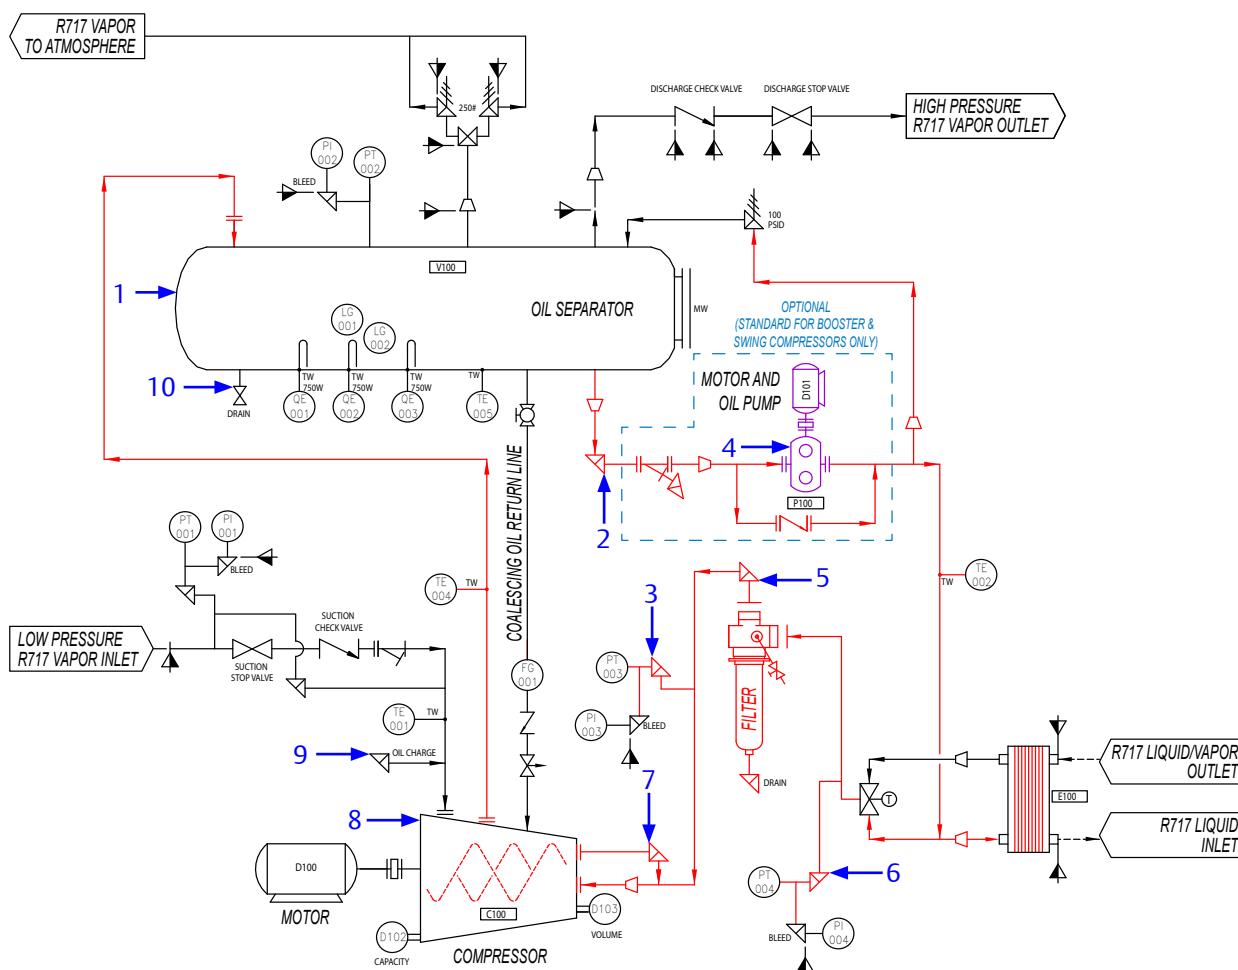 R717 VAPOR
TO ATMOSPHERE
250#
DISCHARGE CHECK VALVE
DISCHARGE STOP VALVE
HIGH PRESSURE
R717 VAPOR OUTLET
PI
002
PT
002
BLEED
100
PSID
V100
1
OIL SEPARATOR
MW
LG
001
LG
002
OPTIONAL
(STANDARD FOR BOOSTER &
SWING COMPRESSORS ONLY)
TW
750W
TW
750W
TW
750W
TW
10
DRAIN
QE
001
QE
002
QE
003
TE
005
MOTOR AND
OIL PUMP
D101
4
P100
2
COALESCING OIL RETURN LINE
PT
001
PI
001
BLEED
TE
004
TW
3
5
TE
002
TW
LOW PRESSURE
R717 VAPOR INLET
SUCTION
CHECK VALVE
SUCTION
STOP VALVE
PT
003
FG
001
FILTER
TE
001
TW
PI
003
BLEED
9
OIL CHARGE
DRAIN
7
T
R717 LIQUID/VAPOR
OUTLET
E100
R717 LIQUID
INLET
8
D100
MOTOR
PT
004
6
C100
D103
VOLUME
D102
CAPACITY
COMPRESSOR
BLEED
PI
004